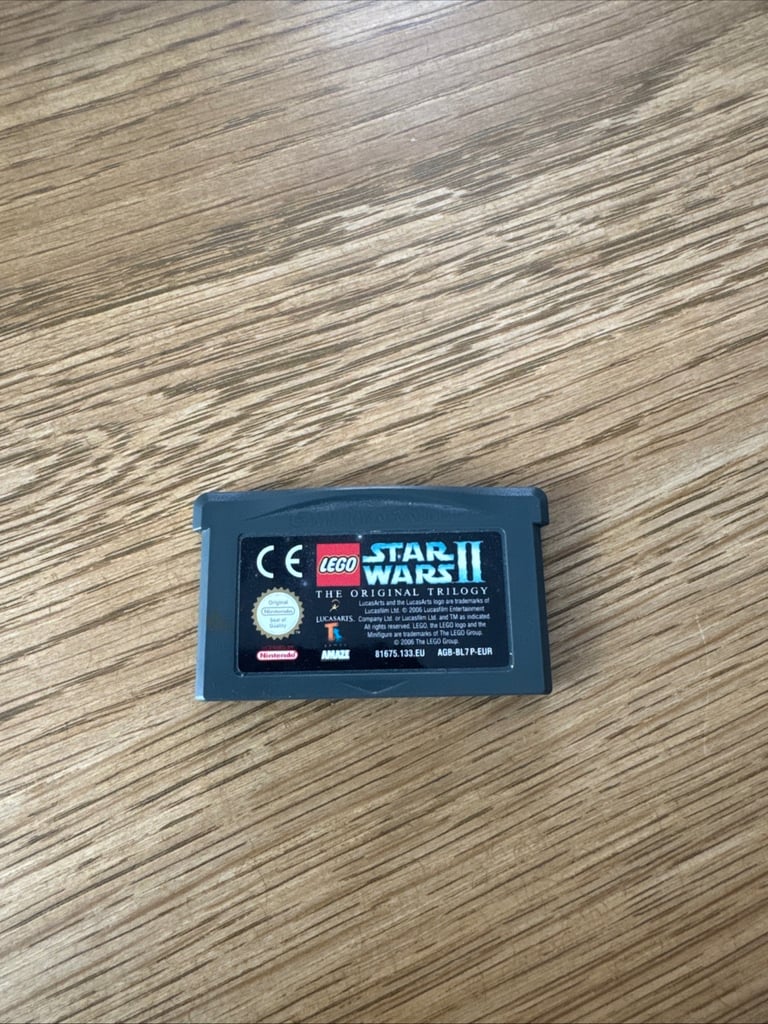 CE
LEGO
STAR
WARS II
THE ORIGINAL TRILOGY
Original
Nintendo
Seal of
Quality
LUCASARTS.
LucasArts and the LucasArts logo are trademarks of
Lucasfilm Ltd. © 2006 Lucasfilm Entertainment
Company Ltd. or Lucasfilm Ltd. and TM as indicated.
All rights reserved. LEGO, the LEGO logo and the
Minifigure are trademarks of The LEGO Group.
© 2006 The LEGO Group.
Nintendo
AMAZE
81675.133.EU AGB-BL7P-EUR